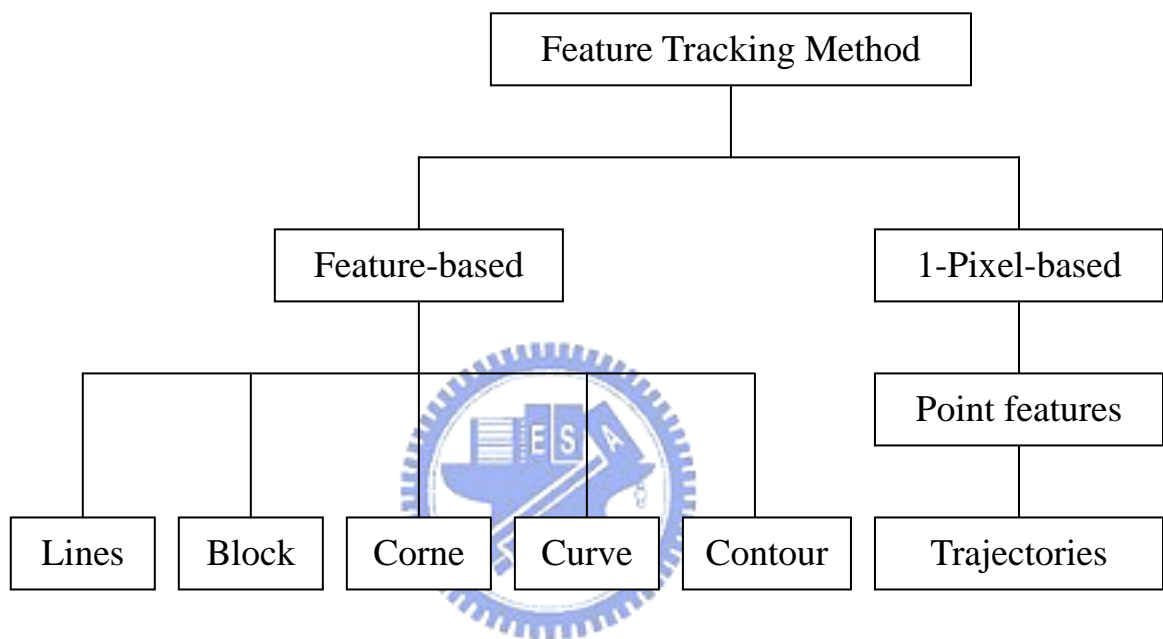 Feature Tracking Method
Feature-based
1-Pixel-based
Point features
E S A
Lines
Block
Corne
Curve
Contour
Trajectories